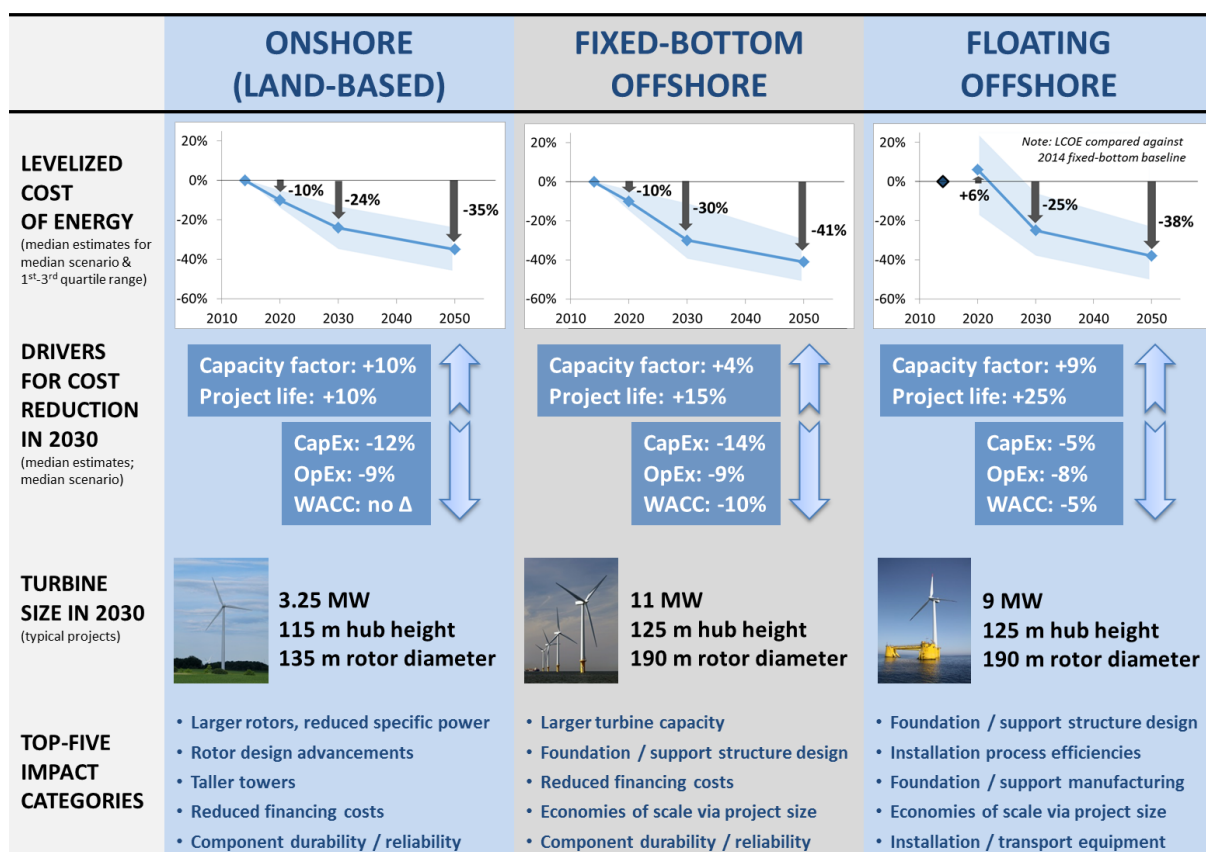 ONSHORE
(LAND-BASED)
FIXED-BOTTOM
OFFSHORE
FLOATING
OFFSHORE
LEVELIZED
COST
OF ENERGY
(median estimates for
median scenario &
1st-3rd quartile range)
20%
0%
-20%
-40%
-60%
-10%
-24%
-35%
2010 2020 2030 2040 2050
20%
0%
-20%
-40%
-60%
-10%
-30%
-41%
2010 2020 2030 2040 2050
Note: LCOE compared against
2014 fixed-bottom baseline
20%
0%
-20%
-40%
-60%
+6%
-25%
-38%
2010 2020 2030 2040 2050
DRIVERS
FOR COST
REDUCTION
IN 2030
(median estimates;
median scenario)
Capacity factor: +10%
Project life: +10%
CapEx: -12%
OpEx: -9%
WACC: no Δ
Capacity factor: +4%
Project life: +15%
CapEx: -14%
OpEx: -9%
WACC: -10%
Capacity factor: +9%
Project life: +25%
CapEx: -5%
OpEx: -8%
WACC: -5%
TURBINE
SIZE IN 2030
(typical projects)
3.25 MW
115 m hub height
135 m rotor diameter
11 MW
125 m hub height
190 m rotor diameter
9 MW
125 m hub height
190 m rotor diameter
TOP-FIVE
IMPACT
CATEGORIES
• Larger rotors, reduced specific power
• Rotor design advancements
• Taller towers
• Reduced financing costs
• Component durability / reliability
• Larger turbine capacity
• Foundation / support structure design
• Reduced financing costs
• Economies of scale via project size
• Component durability / reliability
• Foundation / support structure design
• Installation process efficiencies
• Foundation / support manufacturing
• Economies of scale via project size
• Installation / transport equipment